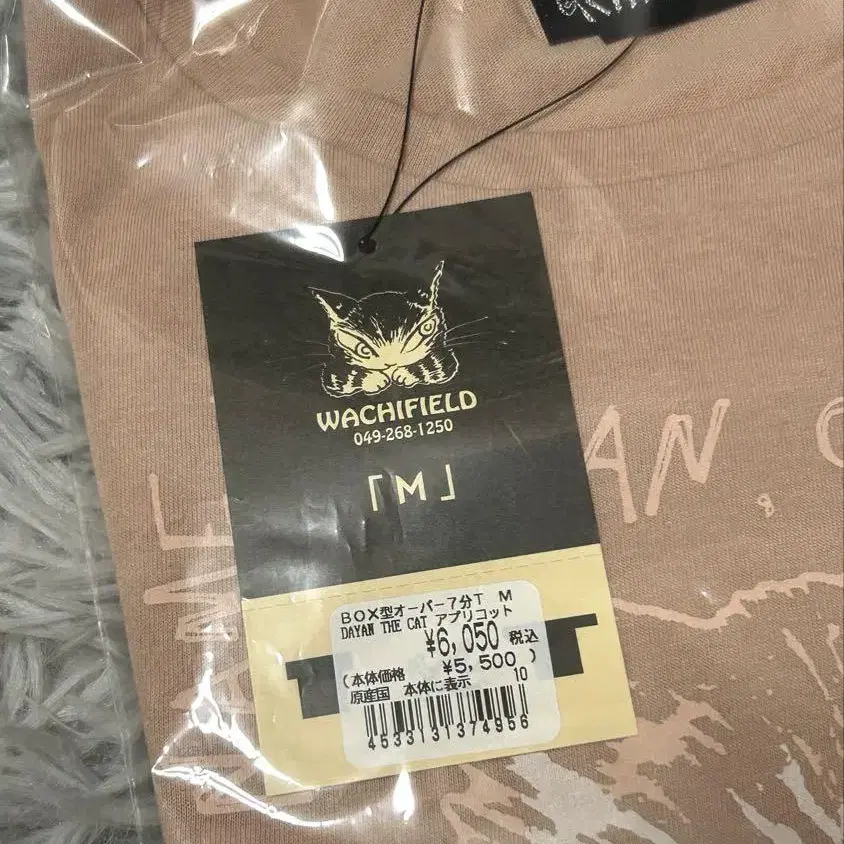 WACHIFIELD
049-268-1250
「M」
BOX型オーバー7分T M
DAYAN THE CAT アプリコット
¥6,050 税込
(本体価格 ¥5,500 )
原産国 本体に表示 10
4533131374956
AN,
NAME